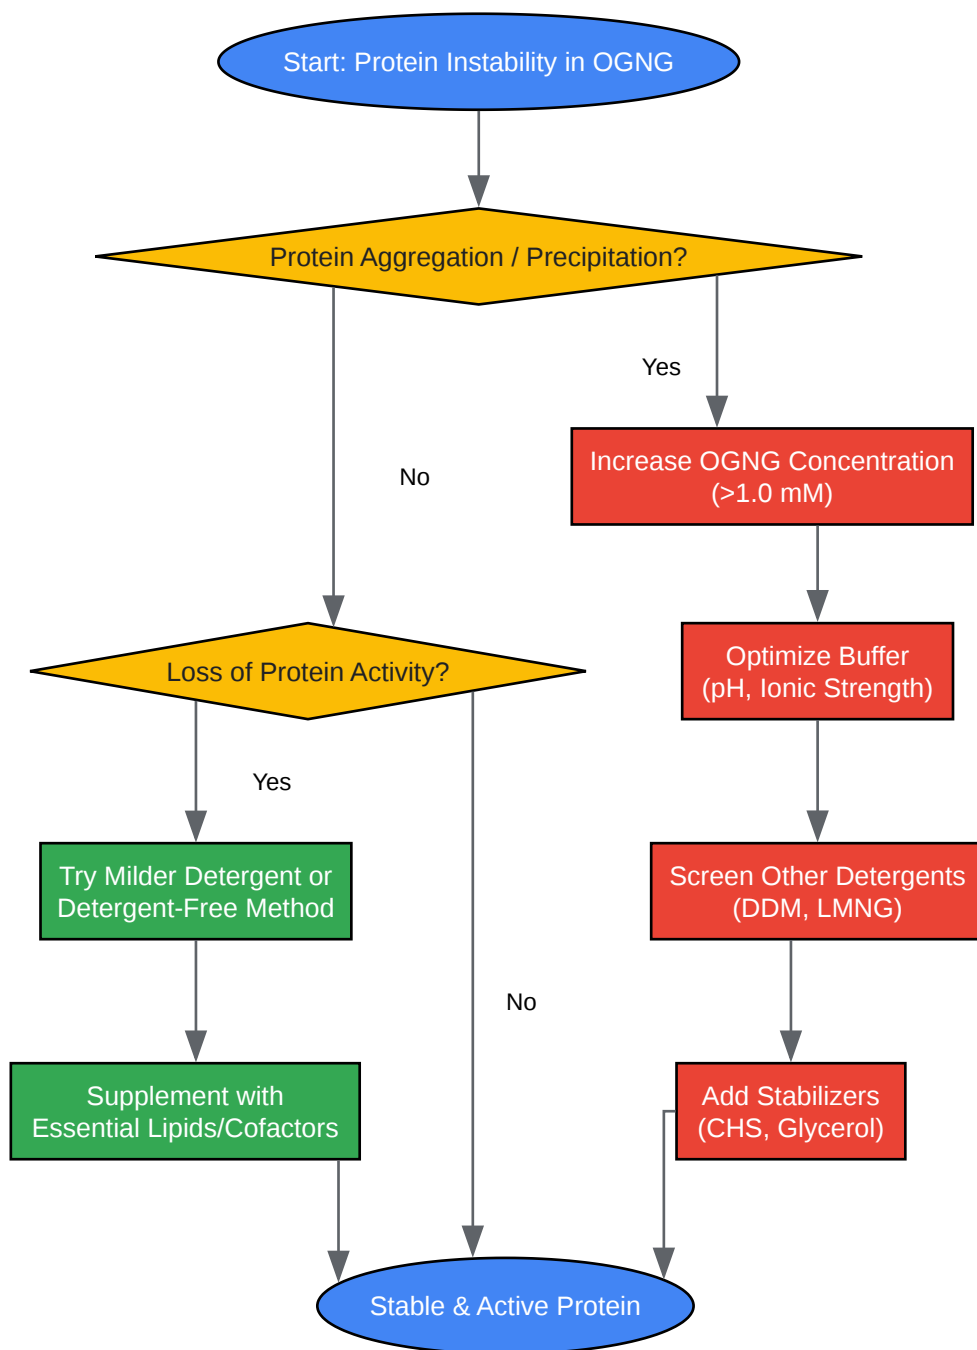 Start: Protein Instability in OGNG
Protein Aggregation / Precipitation?
Yes
No
Increase OGNG Concentration
(>1.0 mM)
Optimize Buffer
(pH, Ionic Strength)
Loss of Protein Activity?
Yes
No
Try Milder Detergent or
Detergent-Free Method
Screen Other Detergents
(DDM, LMNG)
Supplement with
Essential Lipids/Cofactors
Add Stabilizers
(CHS, Glycerol)
Stable & Active Protein